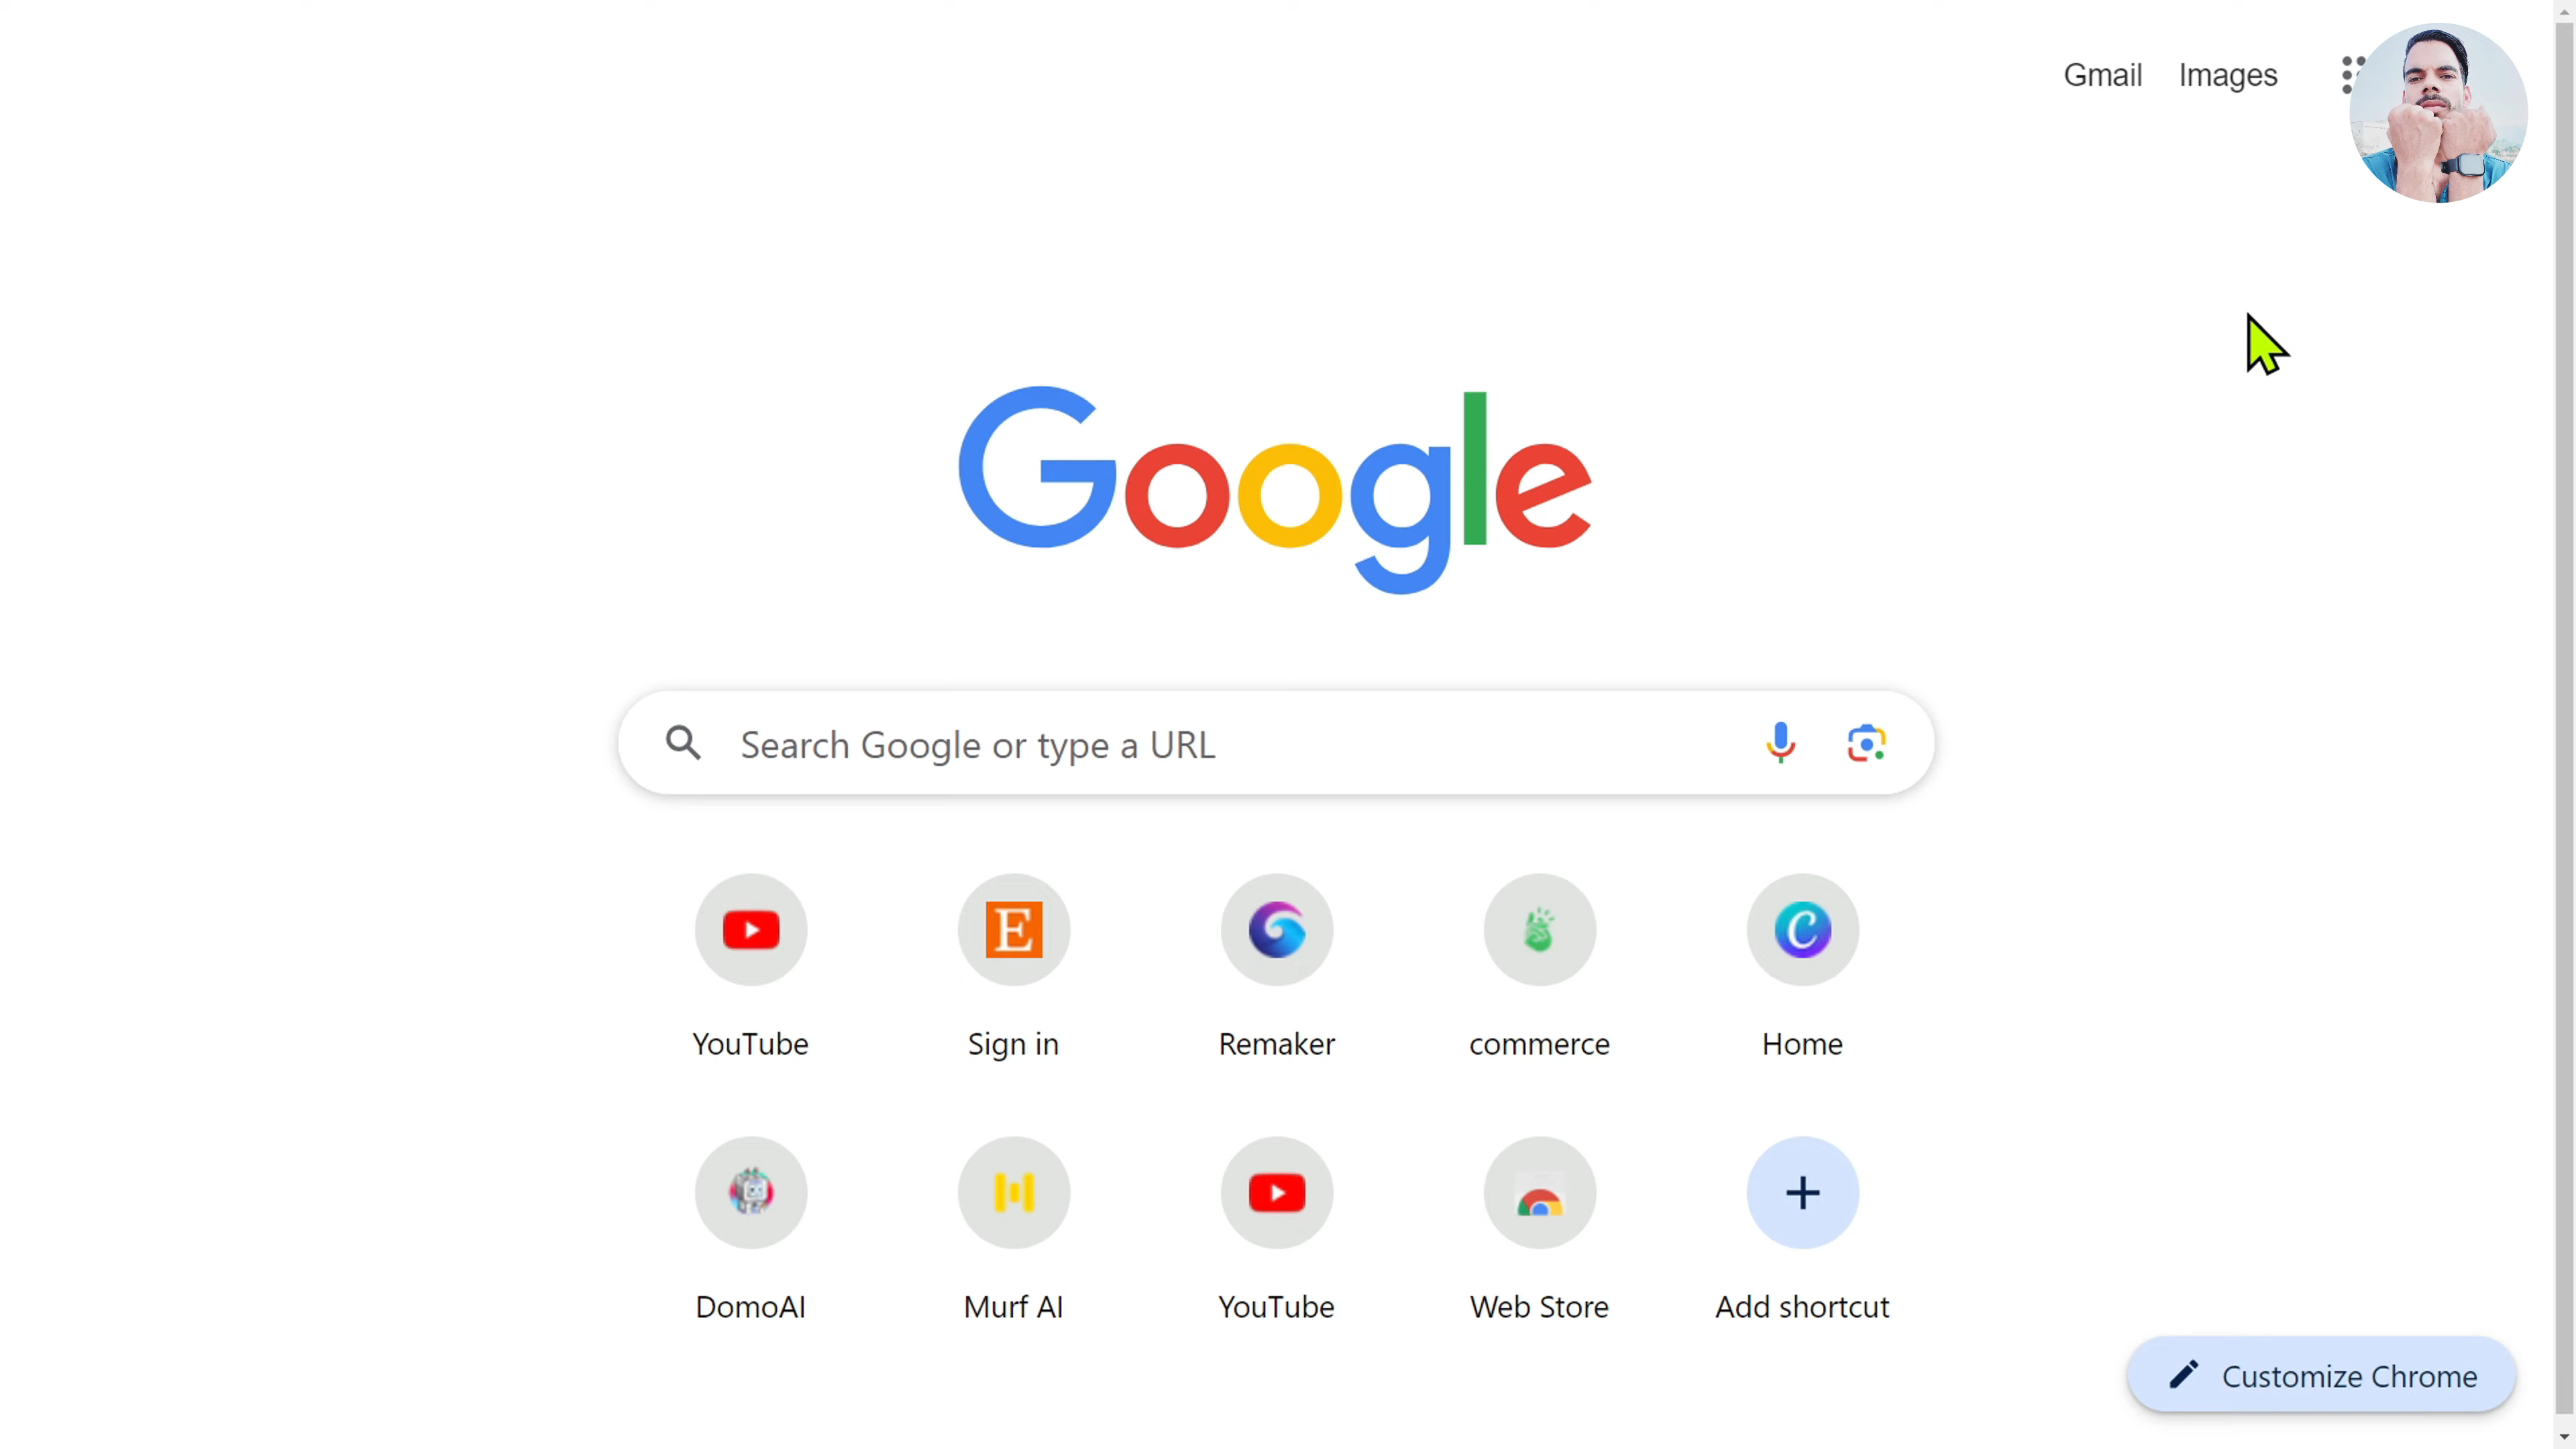 Gmail Images
Google
Search Google or type a URL
E
C
YouTube Sign in Remaker commerce Home
DomoAI Murf AI YouTube Web Store Add shortcut
Customize Chrome